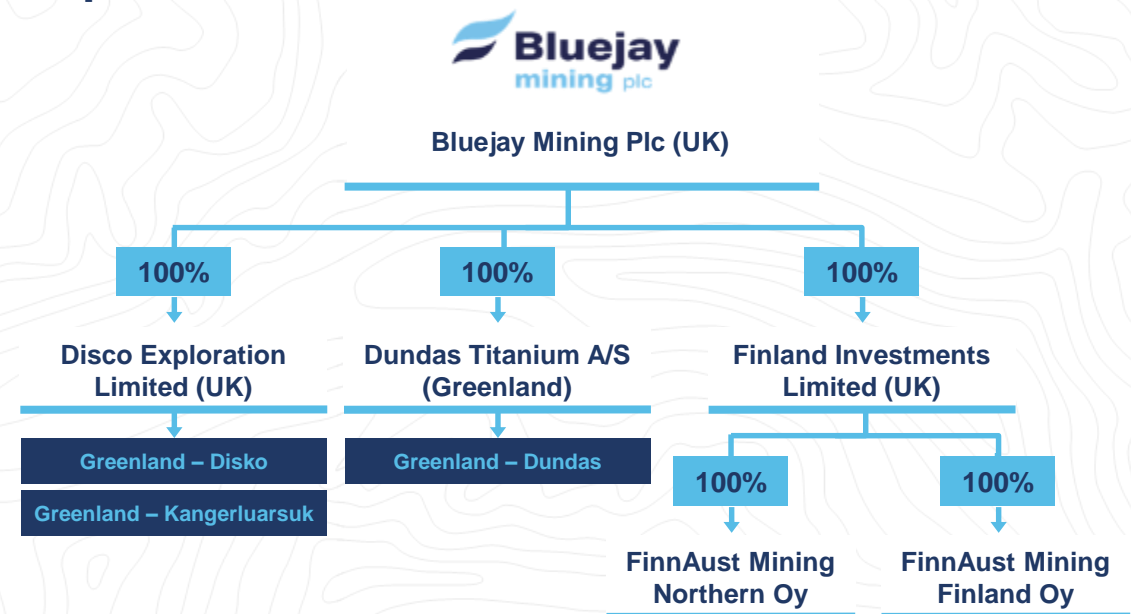 Bluejay
mining plc
Bluejay Mining Plc (UK)
100%
100%
100%
Disco Exploration
Limited (UK)
Dundas Titanium A/S
(Greenland)
Finland Investments
Limited (UK)
Greenland – Disko
Greenland – Kangerluarsuk
Greenland – Dundas
100%
100%
FinnAust Mining
Northern Oy
FinnAust Mining
Finland Oy